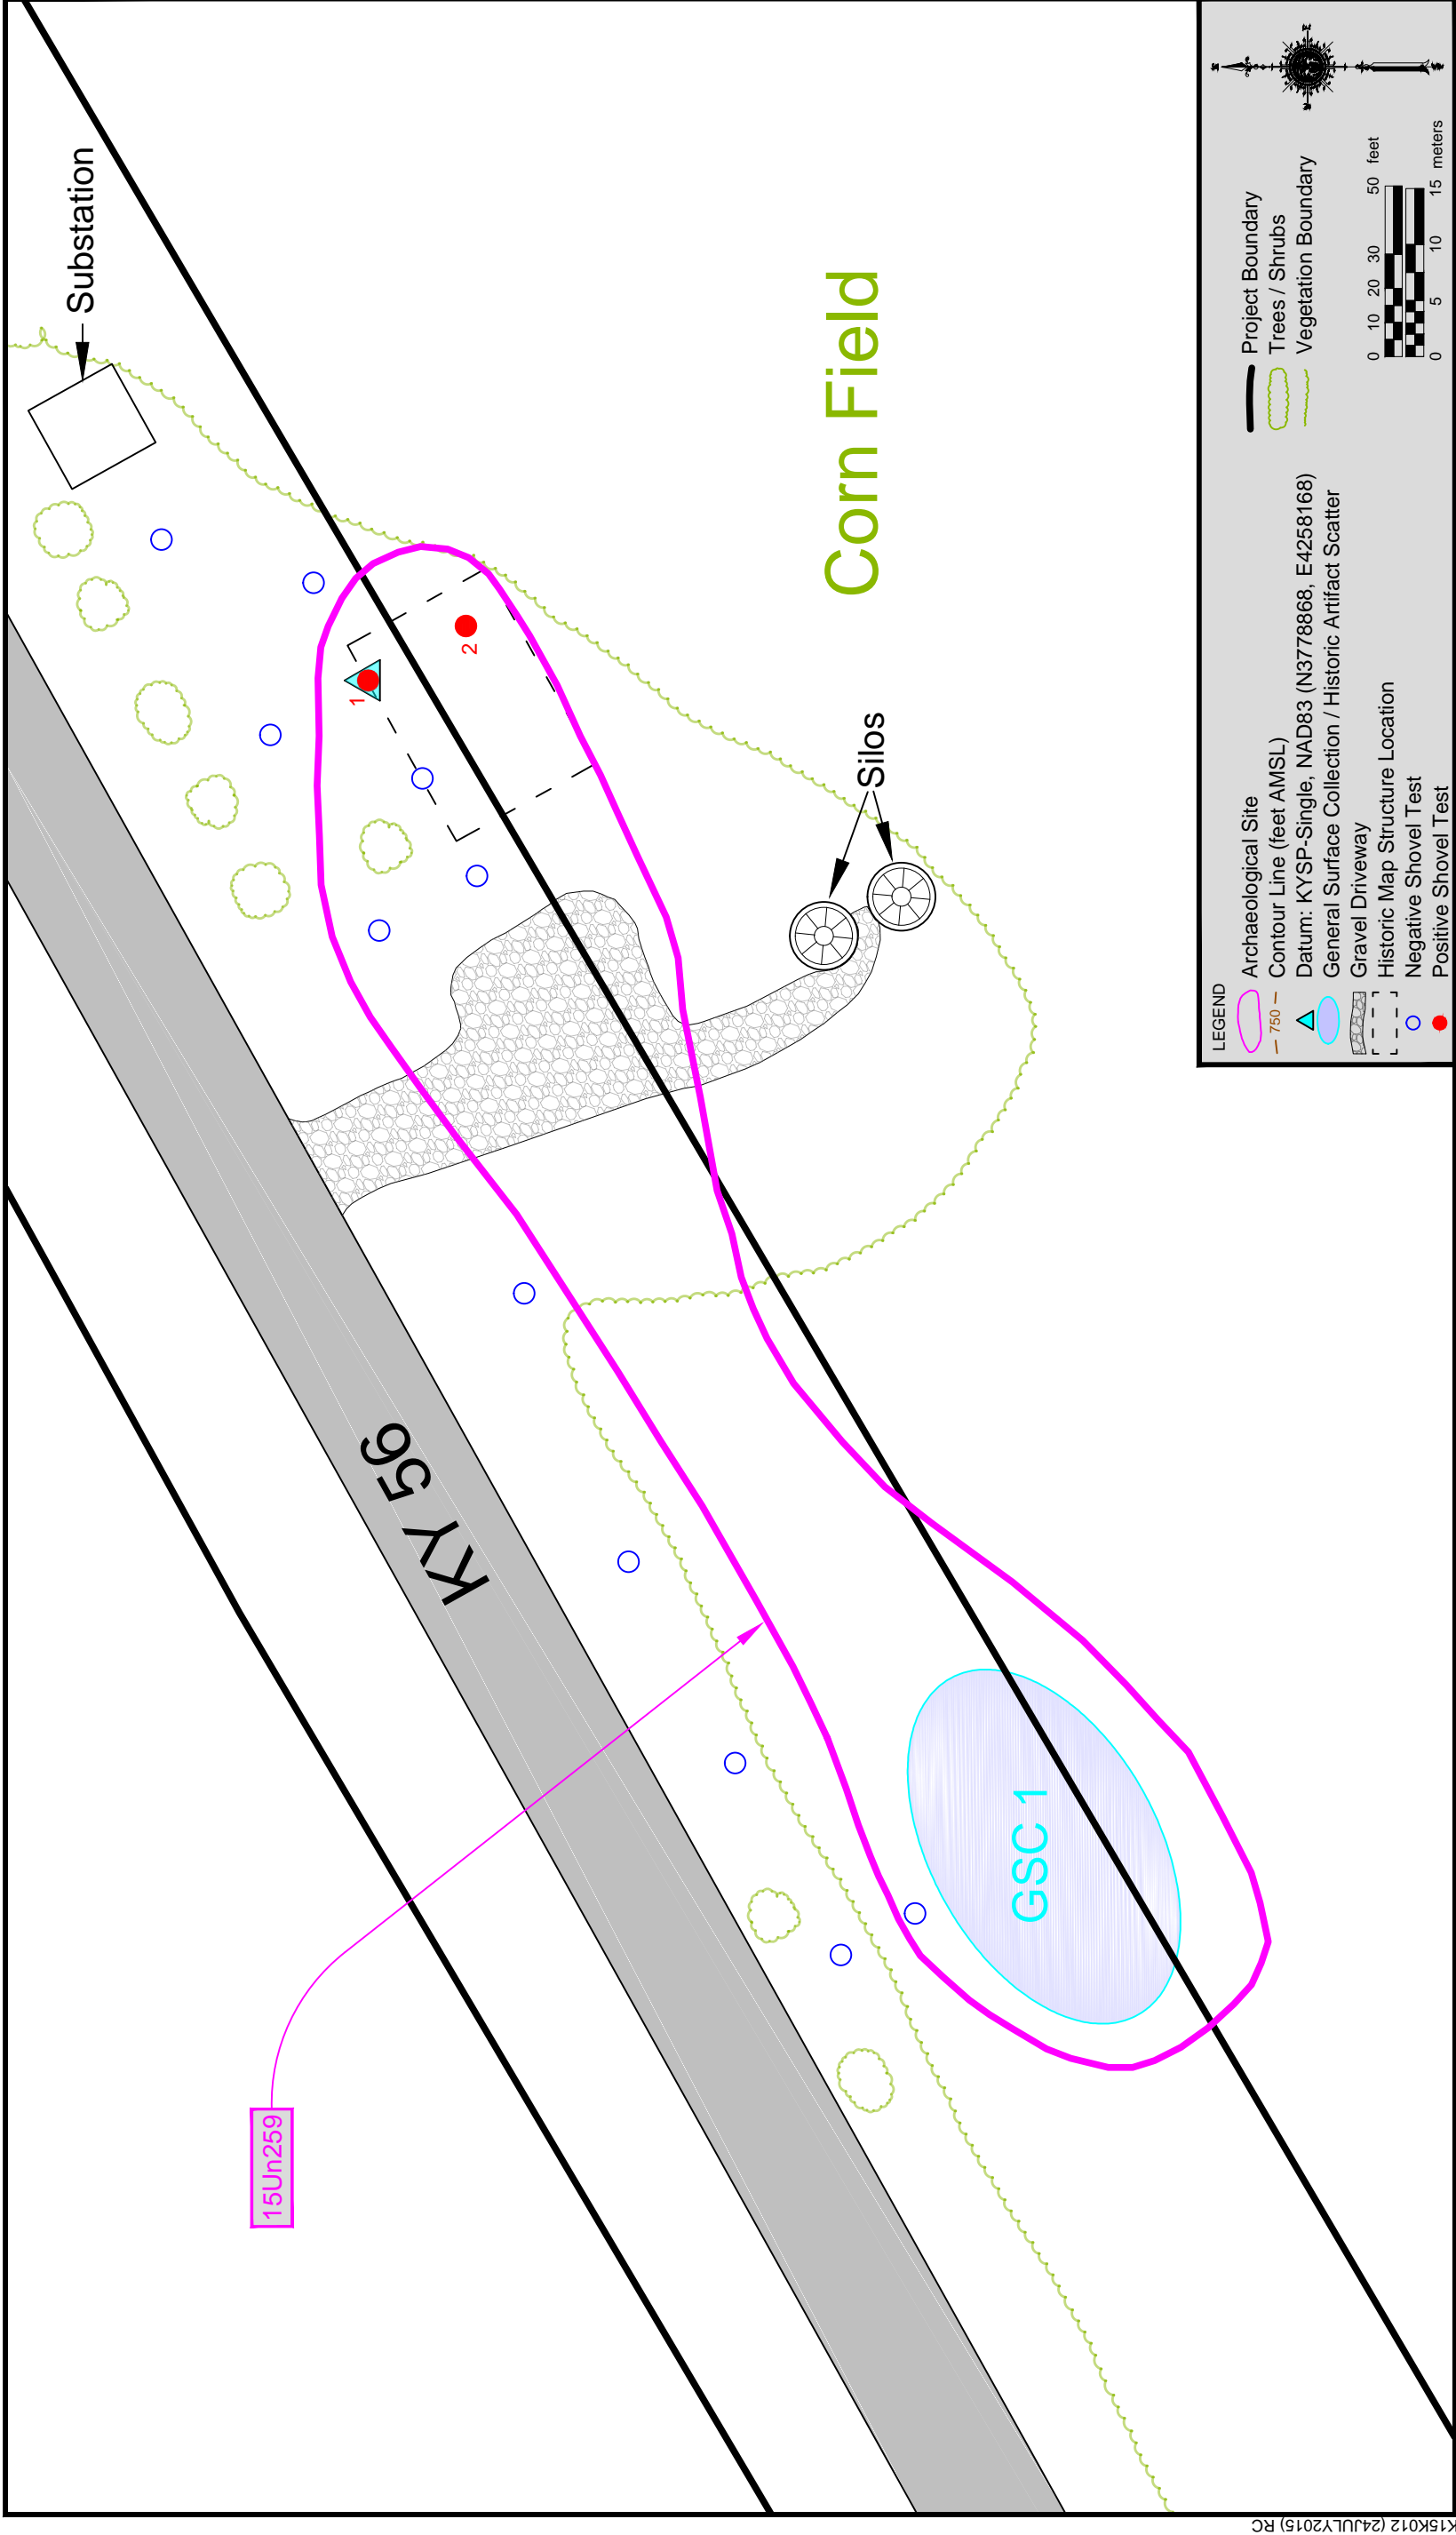 Substation
Corn Field
Silos
1
2
KY 56
15Un259
GSC 1
LEGEND
Archaeological Site
750
Contour Line (feet AMSL)
Datum: KYSP-Single, NAD83 (N3778868, E4258168)
General Surface Collection / Historic Artifact Scatter
Gravel Driveway
Historic Map Structure Location
Negative Shovel Test
Positive Shovel Test
Project Boundary
Trees / Shrubs
Vegetation Boundary
0 10 20 30 50 feet
0 5 10 15 meters
K15K012 (24JULY2015) RC